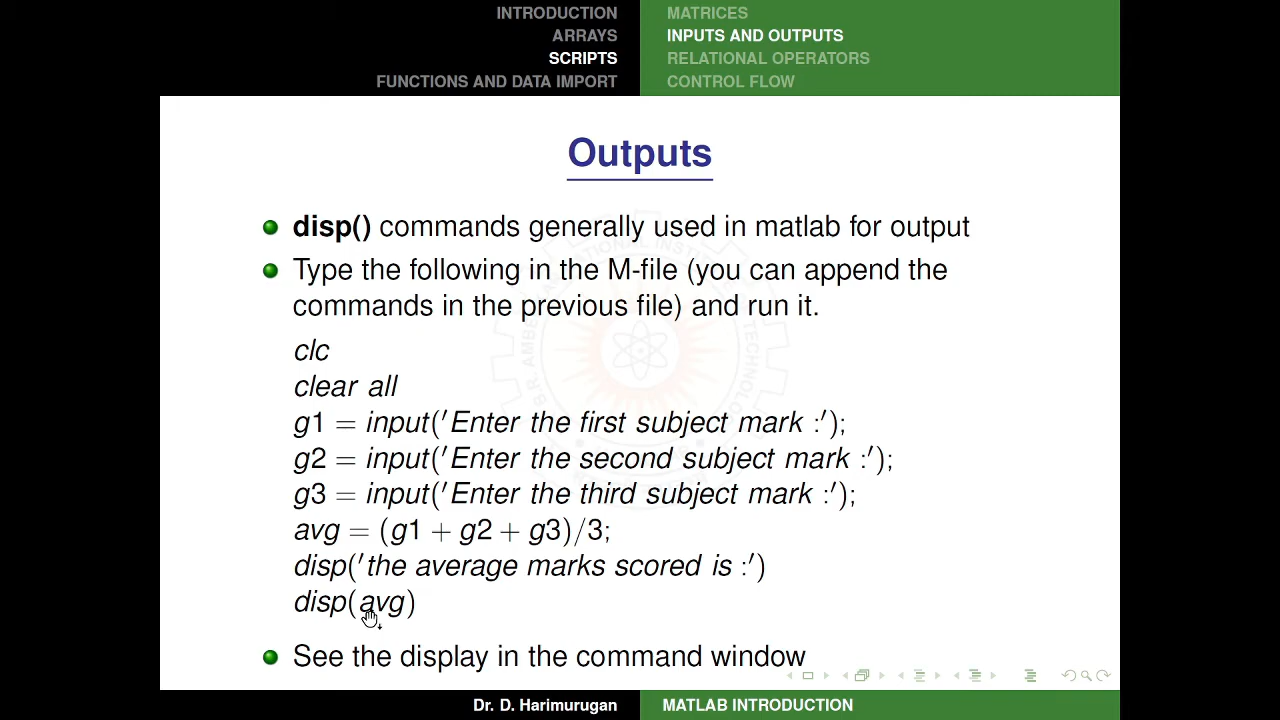 INTRODUCTION
ARRAYS
SCRIPTS
FUNCTIONS AND DATA IMPORT
MATRICES
INPUTS AND OUTPUTS
RELATIONAL OPERATORS
CONTROL FLOW
Outputs
disp() commands generally used in matlab for output
Type the following in the M-file (you can append the
commands in the previous file) and run it.
clc
clear all
g1 = input('Enter the first subject mark :');
g2 = input('Enter the second subject mark :');
g3 = input('Enter the third subject mark :');
avg = (g1 + g2 + g3)/3;
disp('the average marks scored is :')
disp(avg)
See the display in the command window
Dr. D. Harimurugan
MATLAB INTRODUCTION